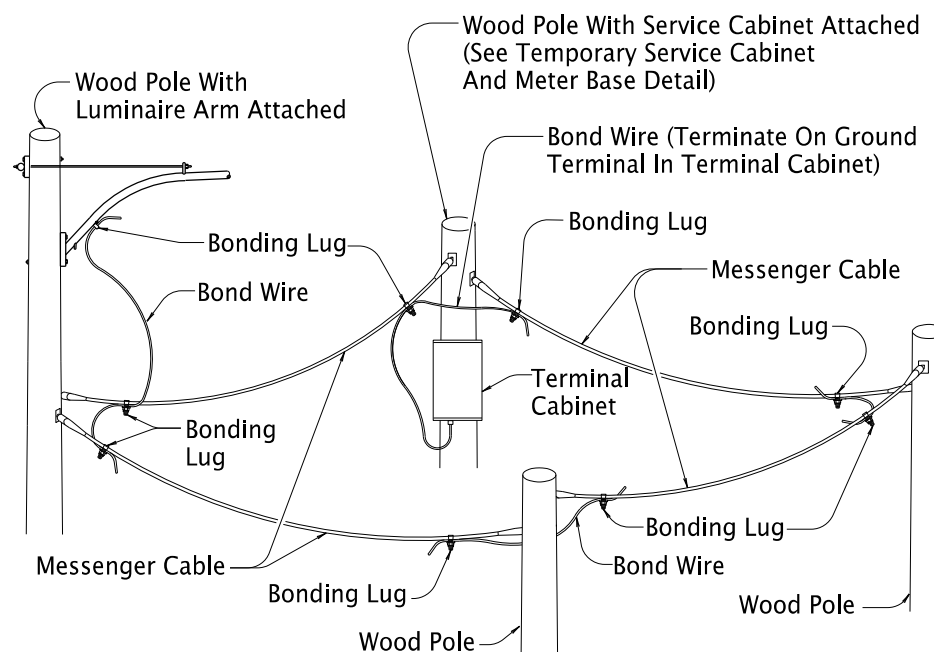 Wood Pole With Service Cabinet Attached
(See Temporary Service Cabinet
And Meter Base Detail)
Wood Pole With
Luminaire Arm Attached
Bond Wire (Terminate On Ground
Terminal In Terminal Cabinet)
Bonding Lug
Bonding Lug
Messenger Cable
Bond Wire
Bonding Lug
Terminal
Cabinet
Bonding
Lug
Bonding Lug
Messenger Cable
Bond Wire
Bonding Lug
Wood Pole
Wood Pole